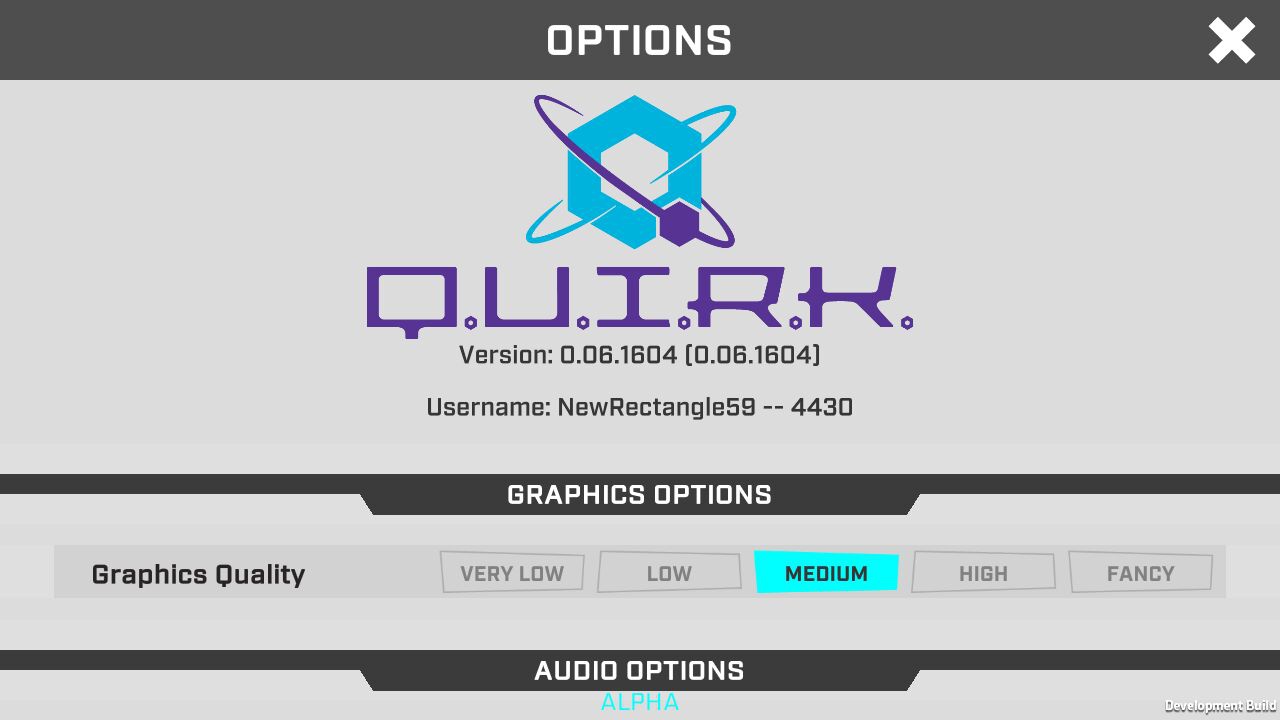 OPTIONS
Q.U.I.R.K.
Version: 0.06.1604 [0.06.1604]
Username: NewRectangle59 -- 4430
GRAPHICS OPTIONS
Graphics Quality VERY LOW LOW MEDIUM HIGH FANCY
AUDIO OPTIONS
ALPHA
Development Build